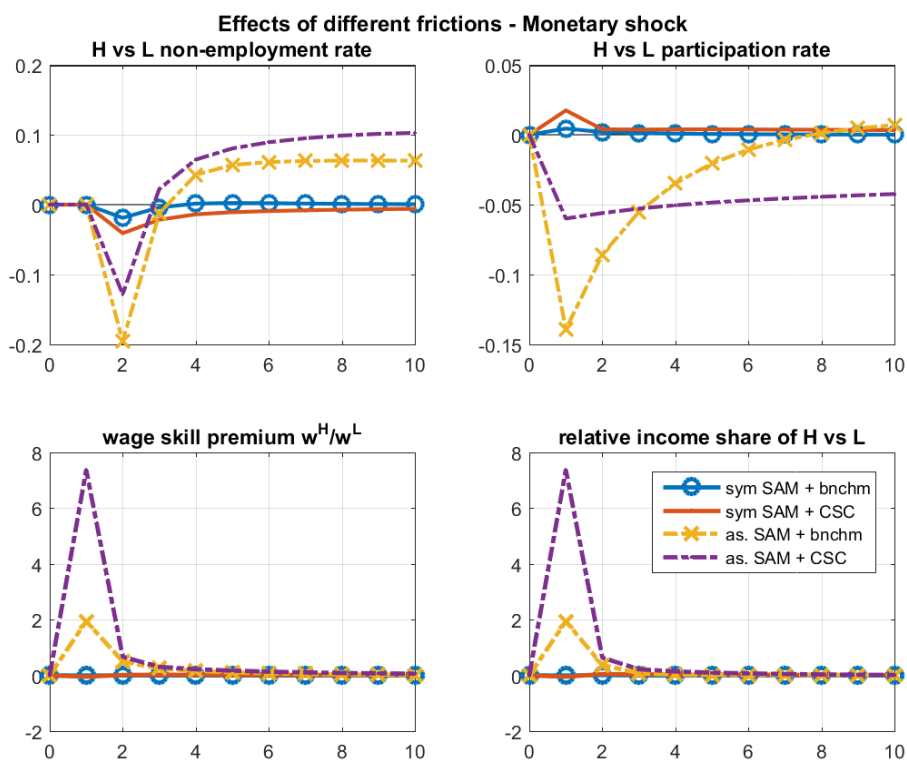 Effects of different frictions - Monetary shock
H vs L non-employment rate
0.2
0.1
0
-0.1
-0.2
0 2 4 6 8 10
H vs L participation rate
0.05
0
-0.05
-0.1
-0.15
0 2 4 6 8 10
wage skill premium w^H/w^L
8
6
4
2
0
-2
0 2 4 6 8 10
relative income share of H vs L
8
6
4
2
0
-2
0 2 4 6 8 10
sym SAM + bnchm
sym SAM + CSC
as. SAM + bnchm
as. SAM + CSC